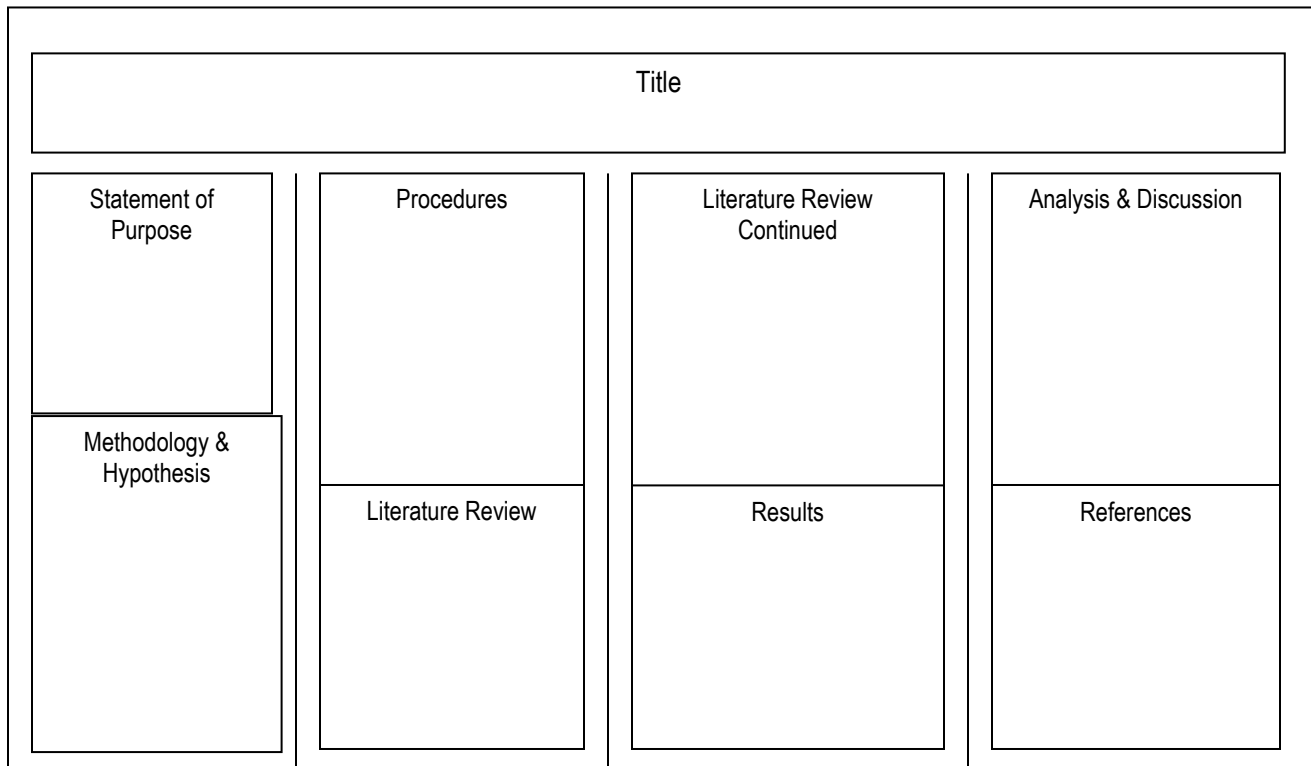 Title
Statement of
Purpose
Methodology &
Hypothesis
Procedures
Literature Review
Literature Review
Continued
Results
Analysis & Discussion
References